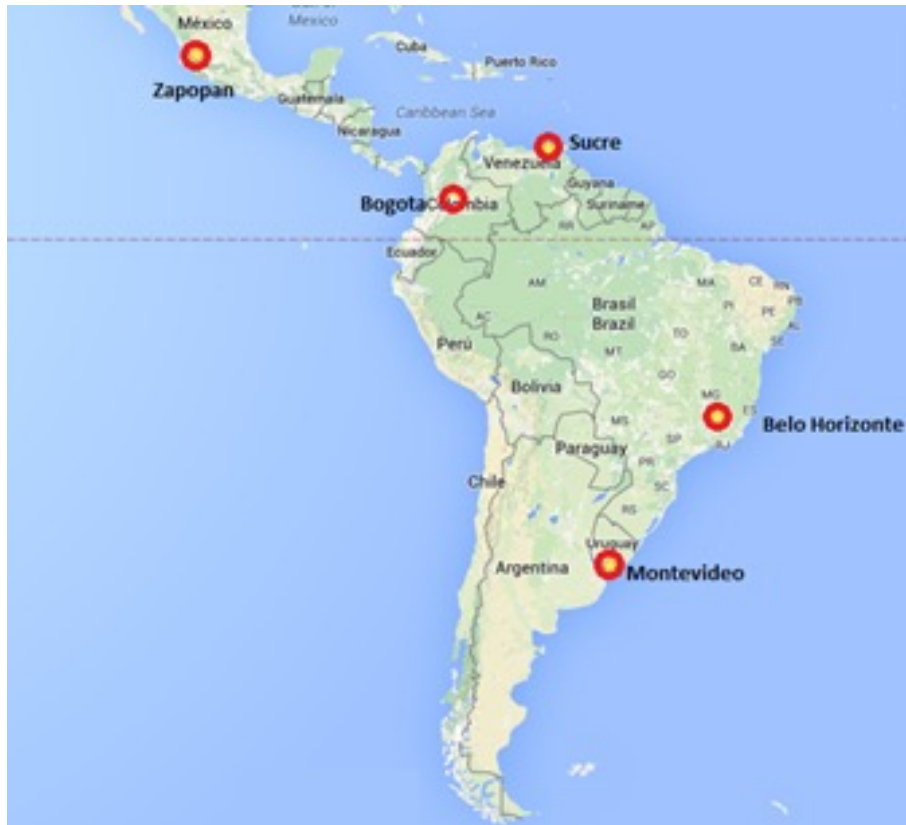 México
Gulf of
Mexico
Zapopan
Cuba
Puerto Rico
Guatemala
Caribbean Sea
Nicaragua
Sucre
Venezuela
Guyana
Suriname
Bogota
Colombia
RR
AP
Ecuador
AM
MA
CE
RN
PB
PI
PE
AL
SE
Brasil
Brazil
AC
RO
TO
BA
Perú
MT
GO
Bolivia
MG
ES
MS
Belo Horizonte
SP
RJ
Paraguay
PR
Chile
SC
RS
Uruguay
Argentina
Montevideo